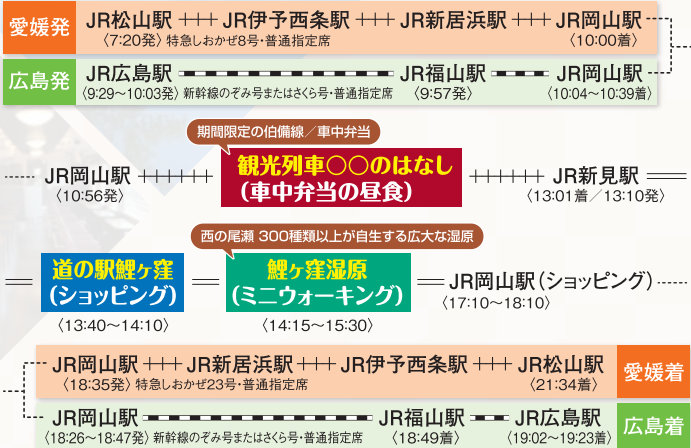 愛媛発
JR松山駅 JR伊予西条駅 JR新居浜駅 JR岡山駅
〈7:20発〉 特急しおかぜ8号・普通指定席 〈10:00着〉
広島発
JR広島駅 JR福山駅 JR岡山駅
〈9:29～10:03発〉 新幹線のぞみ号またはさくら号・普通指定席 〈9:57発〉 〈10:04～10:39着〉
期間限定の伯備線／車中弁当
JR岡山駅 観光列車〇〇のはなし JR新見駅
〈10:56発〉 (車中弁当の昼食) 〈13:01着／13:10発〉
西の尾瀬 300種類以上が自生する広大な湿原
道の駅鯉ヶ窪 鯉ヶ窪湿原 JR岡山駅(ショッピング)
(ショッピング) (ミニウォーキング) 〈17:10～18:10〉
〈13:40～14:10〉 〈14:15～15:30〉
JR岡山駅 JR新居浜駅 JR伊予西条駅 JR松山駅
〈18:35発〉 特急しおかぜ23号・普通指定席 〈21:34着〉
愛媛着
JR岡山駅 JR福山駅 JR広島駅
〈18:26～18:47発〉 新幹線のぞみ号またはさくら号・普通指定席 〈18:49着〉 〈19:02～19:23着〉
広島着